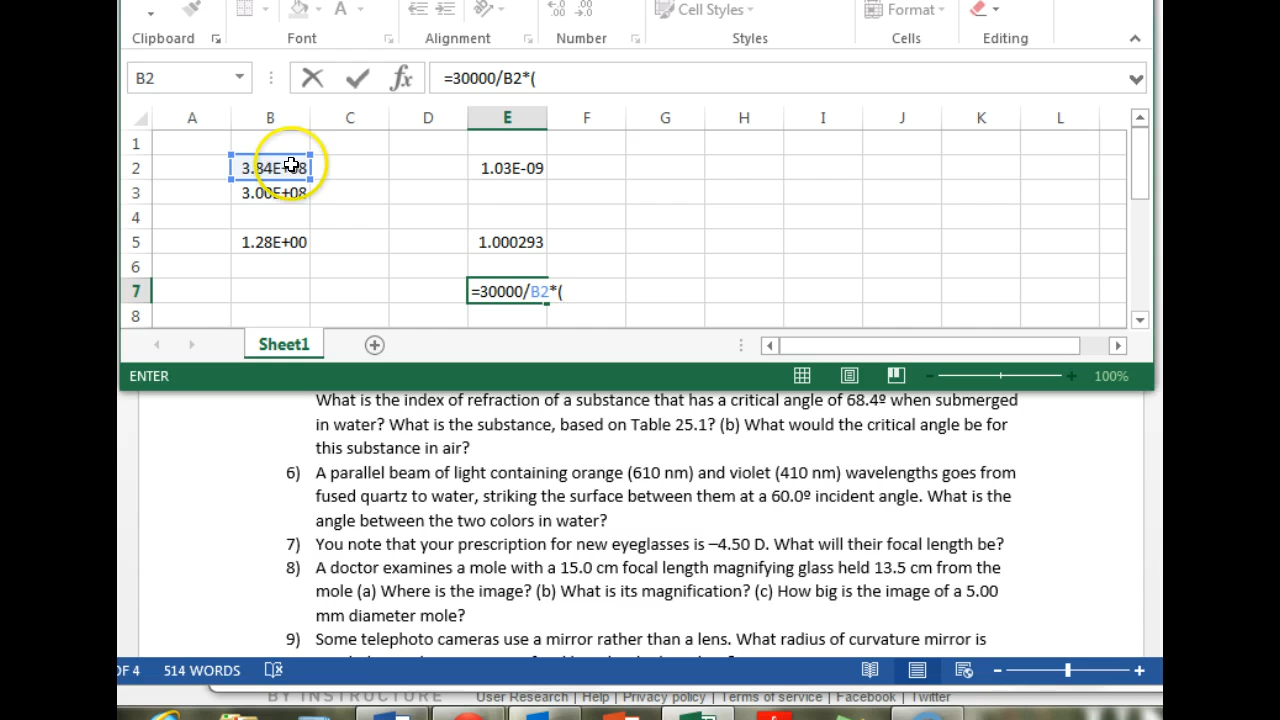 Cell Styles
Format
Clipboard Font Alignment Number Styles Cells Editing
B2 =30000/B2*(
A B C D E F G H I J K L
1
2 3.84E+08 1.03E-09
3 3.00E+08
4
5 1.28E+00 1.000293
6
7 =30000/B2*(
8
Sheet1
ENTER 100%
What is the index of refraction of a substance that has a critical angle of 68.4º when submerged
in water? What is the substance, based on Table 25.1? (b) What would the critical angle be for
this substance in air?
6) A parallel beam of light containing orange (610 nm) and violet (410 nm) wavelengths goes from
fused quartz to water, striking the surface between them at a 60.0º incident angle. What is the
angle between the two colors in water?
7) You note that your prescription for new eyeglasses is –4.50 D. What will their focal length be?
8) A doctor examines a mole with a 15.0 cm focal length magnifying glass held 13.5 cm from the
mole (a) Where is the image? (b) What is its magnification? (c) How big is the image of a 5.00
mm diameter mole?
9) Some telephoto cameras use a mirror rather than a lens. What radius of curvature mirror is
OF 4 514 WORDS
BY INSTRUCTURE User Research | Help | Privacy policy | Terms of service | Facebook | Twitter